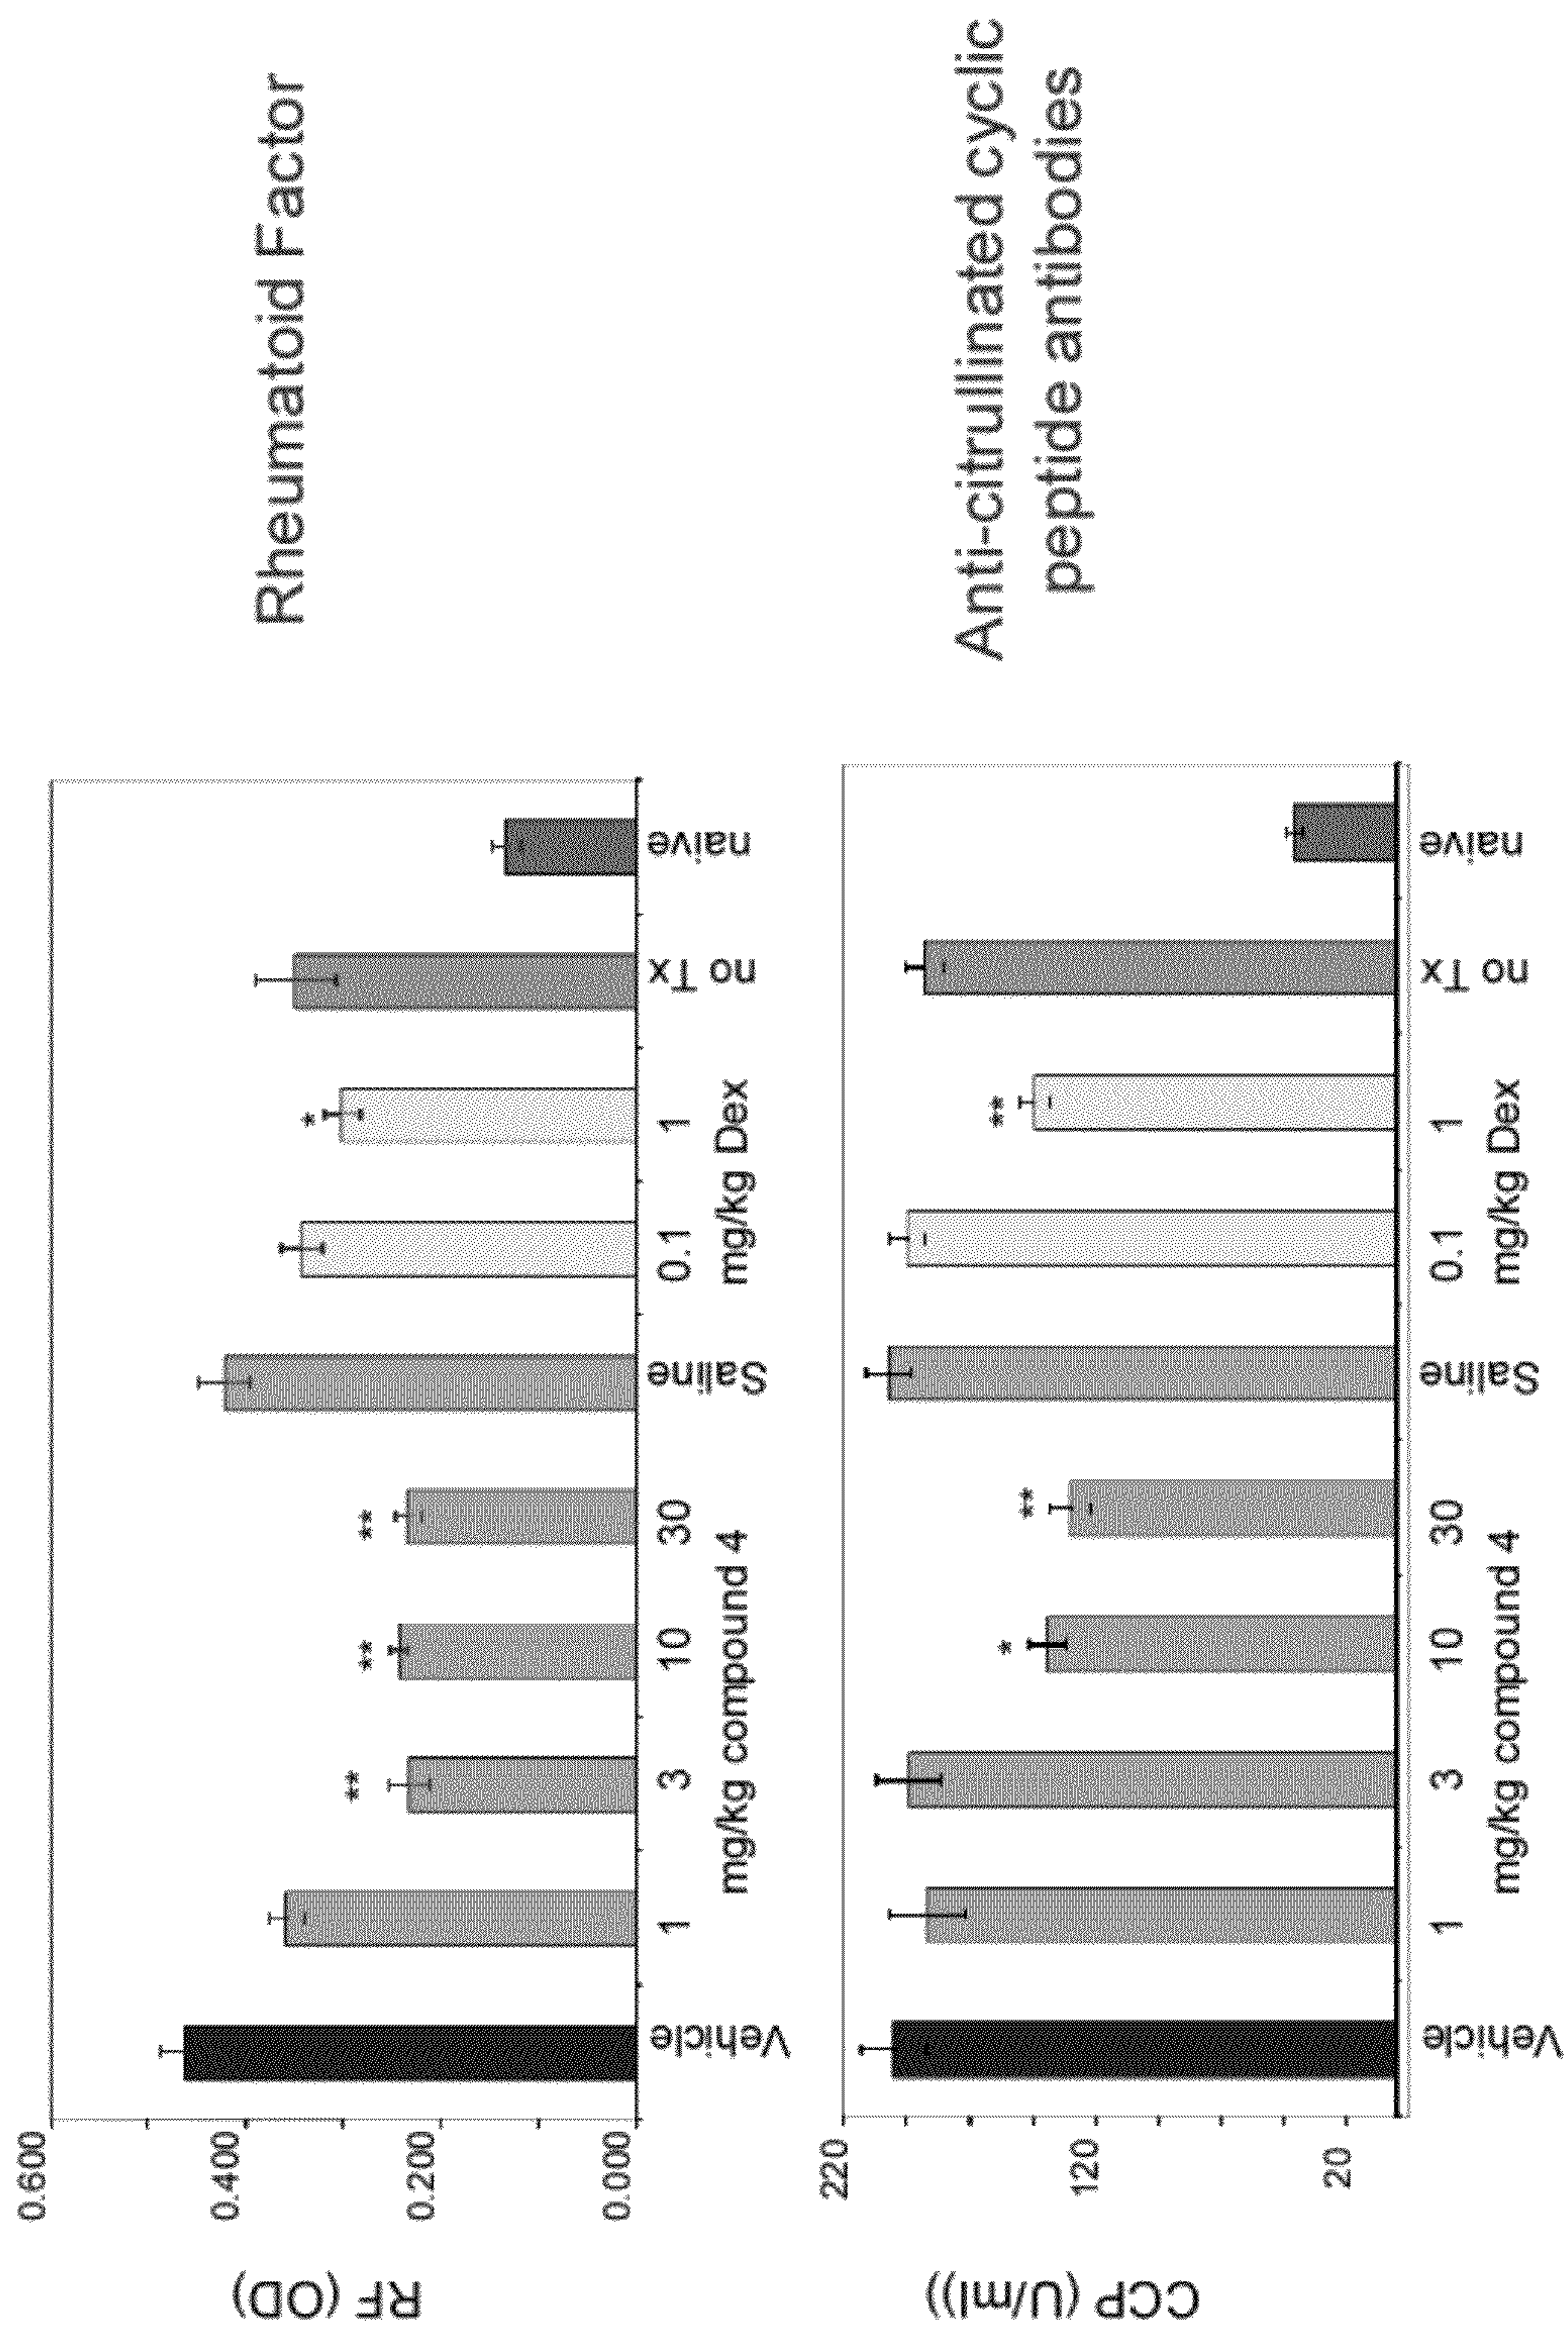 Rheumatoid Factor
RF (OD)
0.600
0.400
0.200
0.000
** ** ** *
Vehicle 1 3 10 30 Saline 0.1 1 no Tx naive
mg/kg compound 4 mg/kg Dex
Anti-citrullinated cyclic
peptide antibodies
CCP (U/ml))
220
120
20
* ** **
Vehicle 1 3 10 30 Saline 0.1 1 no Tx naive
mg/kg compound 4 mg/kg Dex